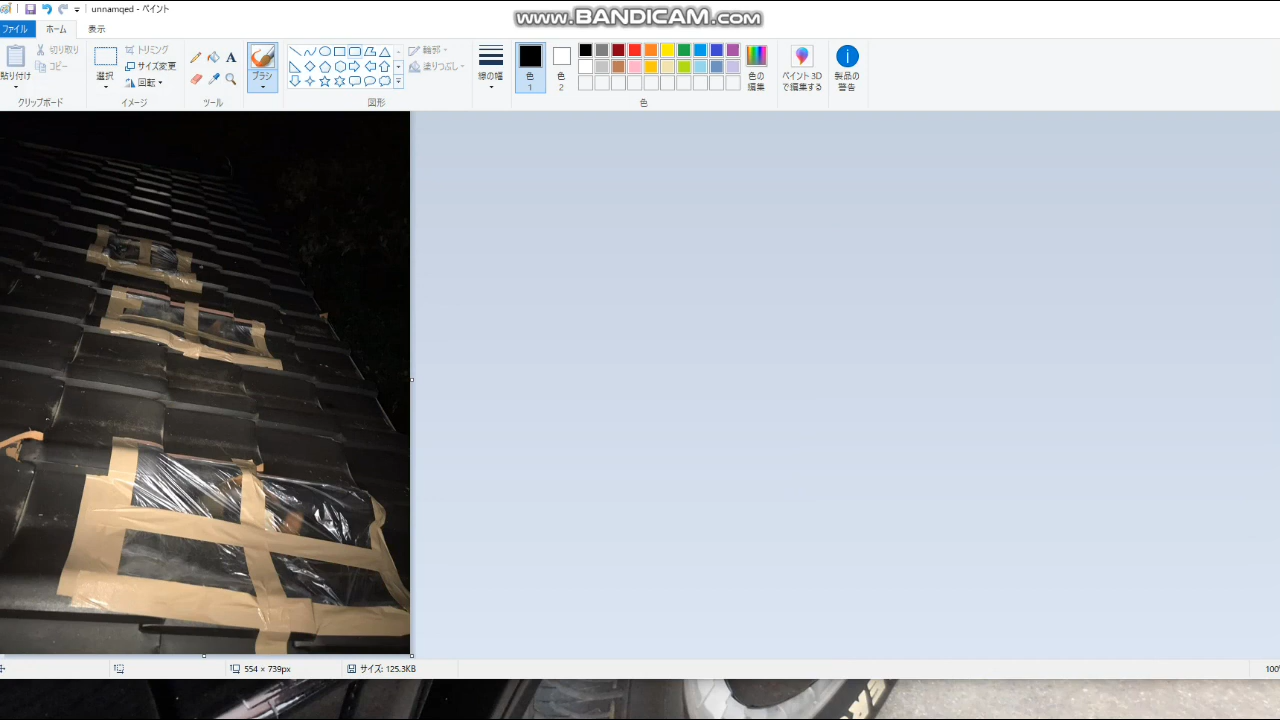 unnamqed - ペイント
www.BANDICAM.com
ファイル ホーム 表示
貼り付け
切り取り
コピー
クリップボード
選択
トリミング
サイズ変更
回転
イメージ
A
ツール
ブラシ
輪郭
塗りつぶし
図形
線の幅
色
1
色
2
色の
編集
色
ペイント 3D
で編集する
製品の
警告
554 × 739px
サイズ: 125.3KB
100%